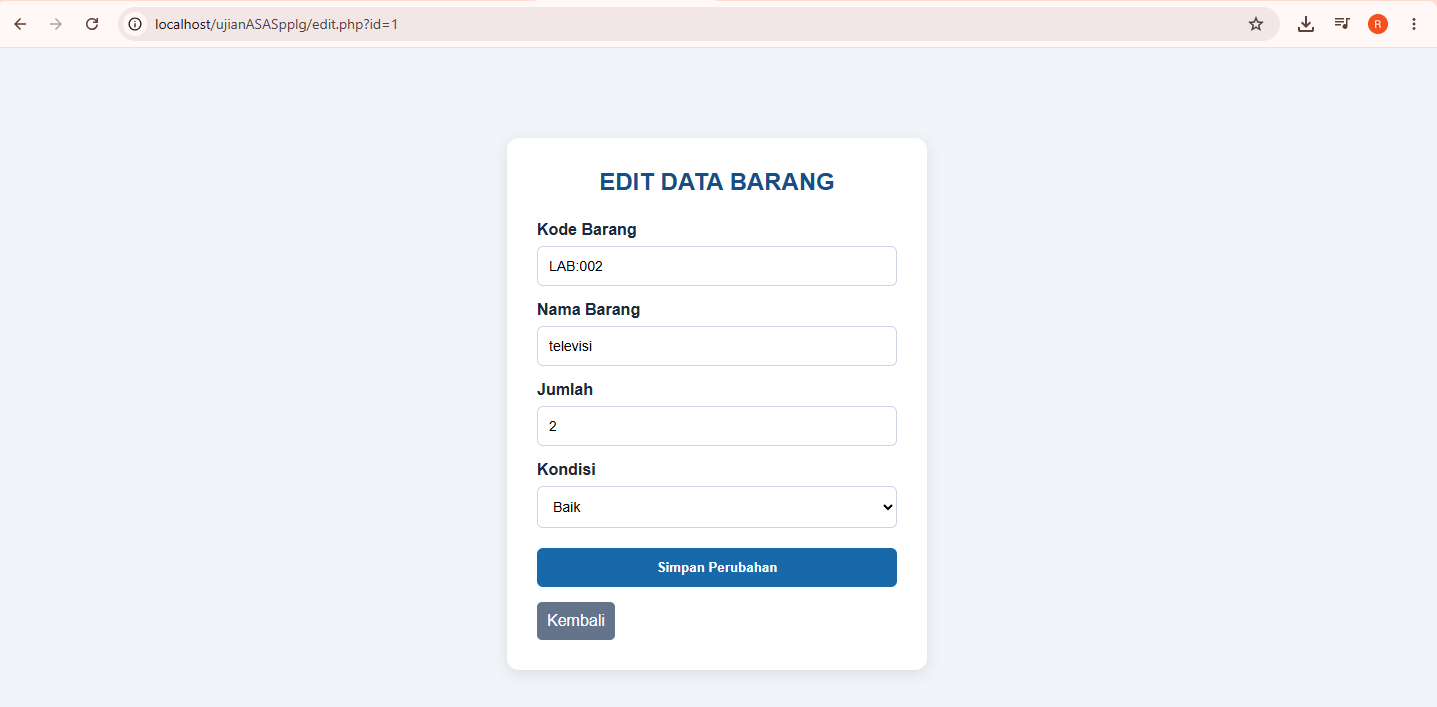 localhost/ujianASASpplg/edit.php?id=1
R
EDIT DATA BARANG
Kode Barang
LAB:002
Nama Barang
televisi
Jumlah
2
Kondisi
Baik
Simpan Perubahan
Kembali